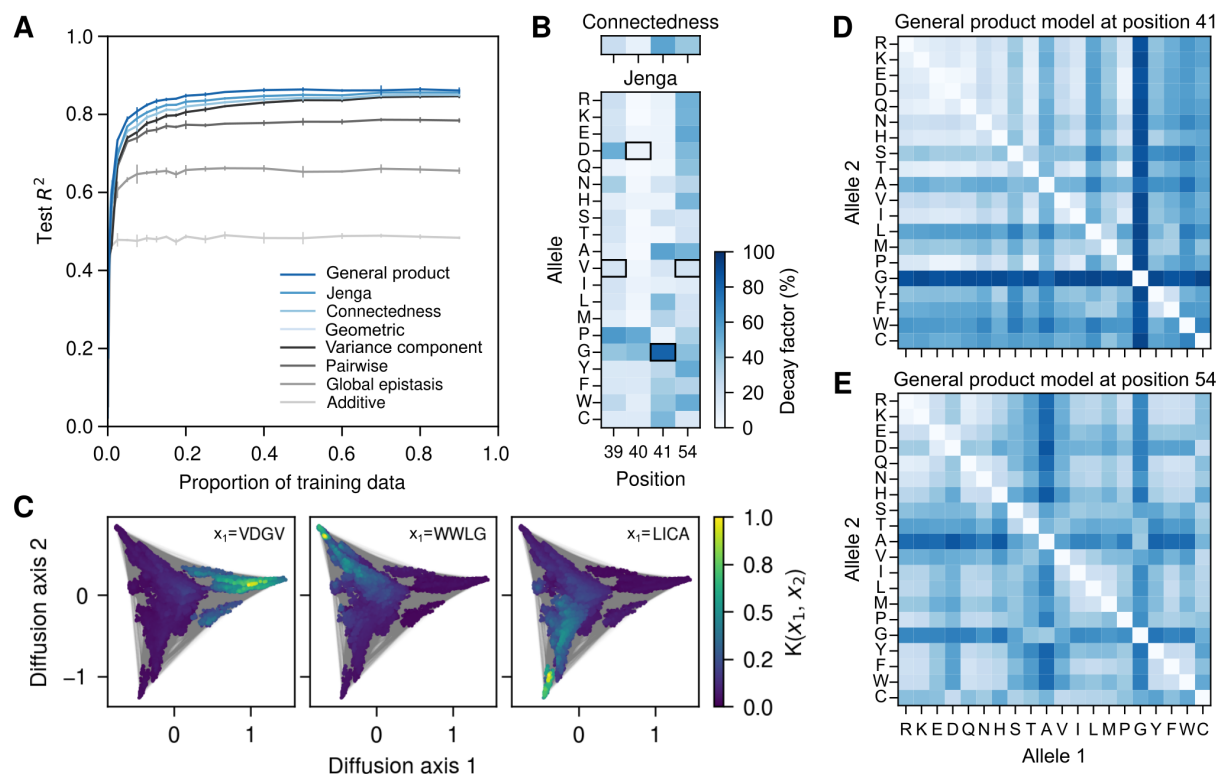 A
1.0
0.8
0.6
0.4
0.2
0.0
Test R²
0.0
0.2
0.4
0.6
0.8
1.0
Proportion of training data
General product
Jenga
Connectedness
Geometric
Variance component
Pairwise
Global epistasis
Additive
B
Connectedness
Jenga
Allele
R
K
E
D
Q
N
H
S
T
A
V
I
L
M
P
G
Y
F
W
C
39 40 41 54
Position
100
80
60
40
20
0
Decay factor (%)
C
Diffusion axis 2
0
−1
x₁=VDGV
x₁=WWLG
x₁=LICA
0 1
0 1
0 1
Diffusion axis 1
1.0
0.8
0.5
0.2
0.0
K(x₁, x₂)
D
General product model at position 41
Allele 2
R
K
E
D
Q
N
H
S
T
A
V
I
L
M
P
G
Y
F
W
C
E
General product model at position 54
Allele 2
R
K
E
D
Q
N
H
S
T
A
V
I
L
M
P
G
Y
F
W
C
R K E D Q N H S T A V I L M P G Y F W C
Allele 1